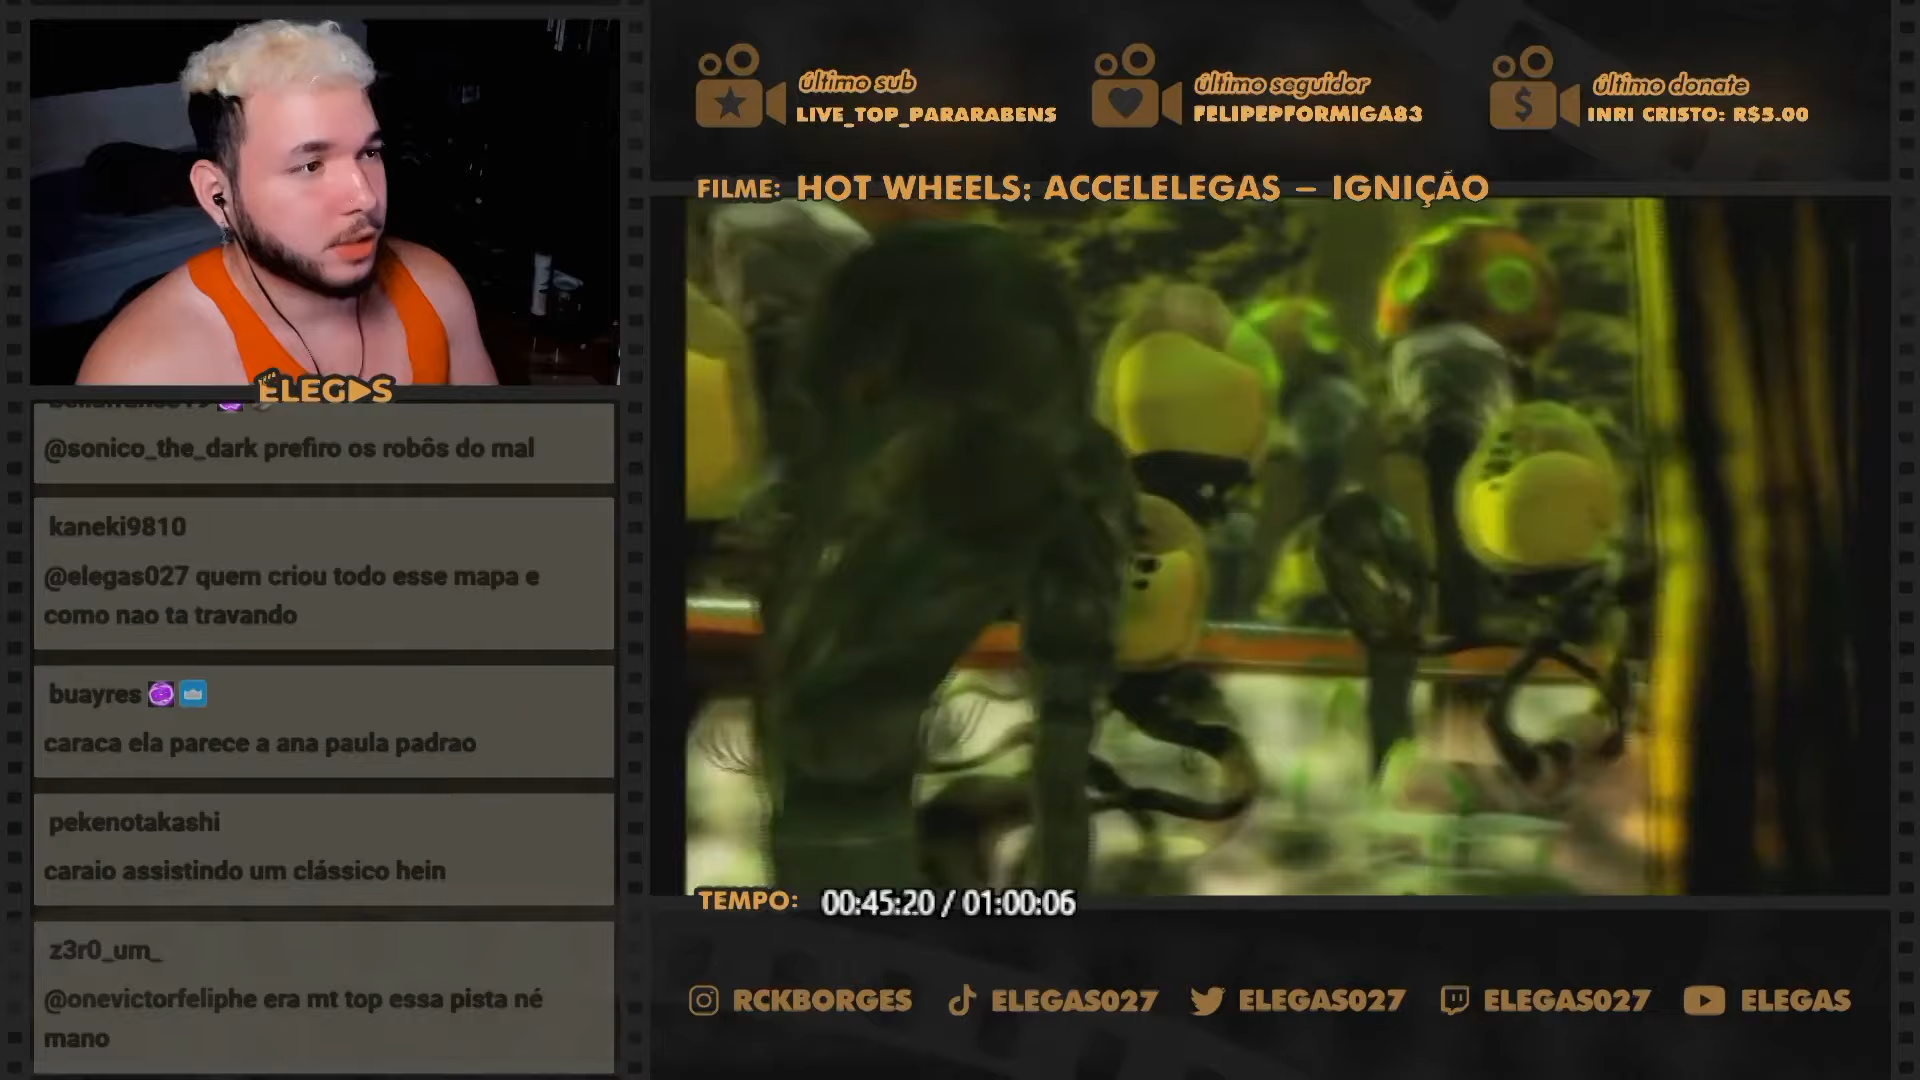 último sub
LIVE_TOP_PARARABENS
último seguidor
FELIPEPFORMIGA83
último donate
INRI CRISTO: R$5.00
FILME: HOT WHEELS: ACCELELEGAS – IGNIÇÃO
ELEGAS
@sonico_the_dark prefiro os robôs do mal
kaneki9810
@elegas027 quem criou todo esse mapa e
como nao ta travando
buayres
caraca ela parece a ana paula padrao
pekenotakashi
caraio assistindo um clássico hein
z3r0_um_
@onevictorfeliphe era mt top essa pista né
mano
TEMPO: 00:45:20 / 01:00:06
RCKBORGES
ELEGAS027
ELEGAS027
ELEGAS027
ELEGAS